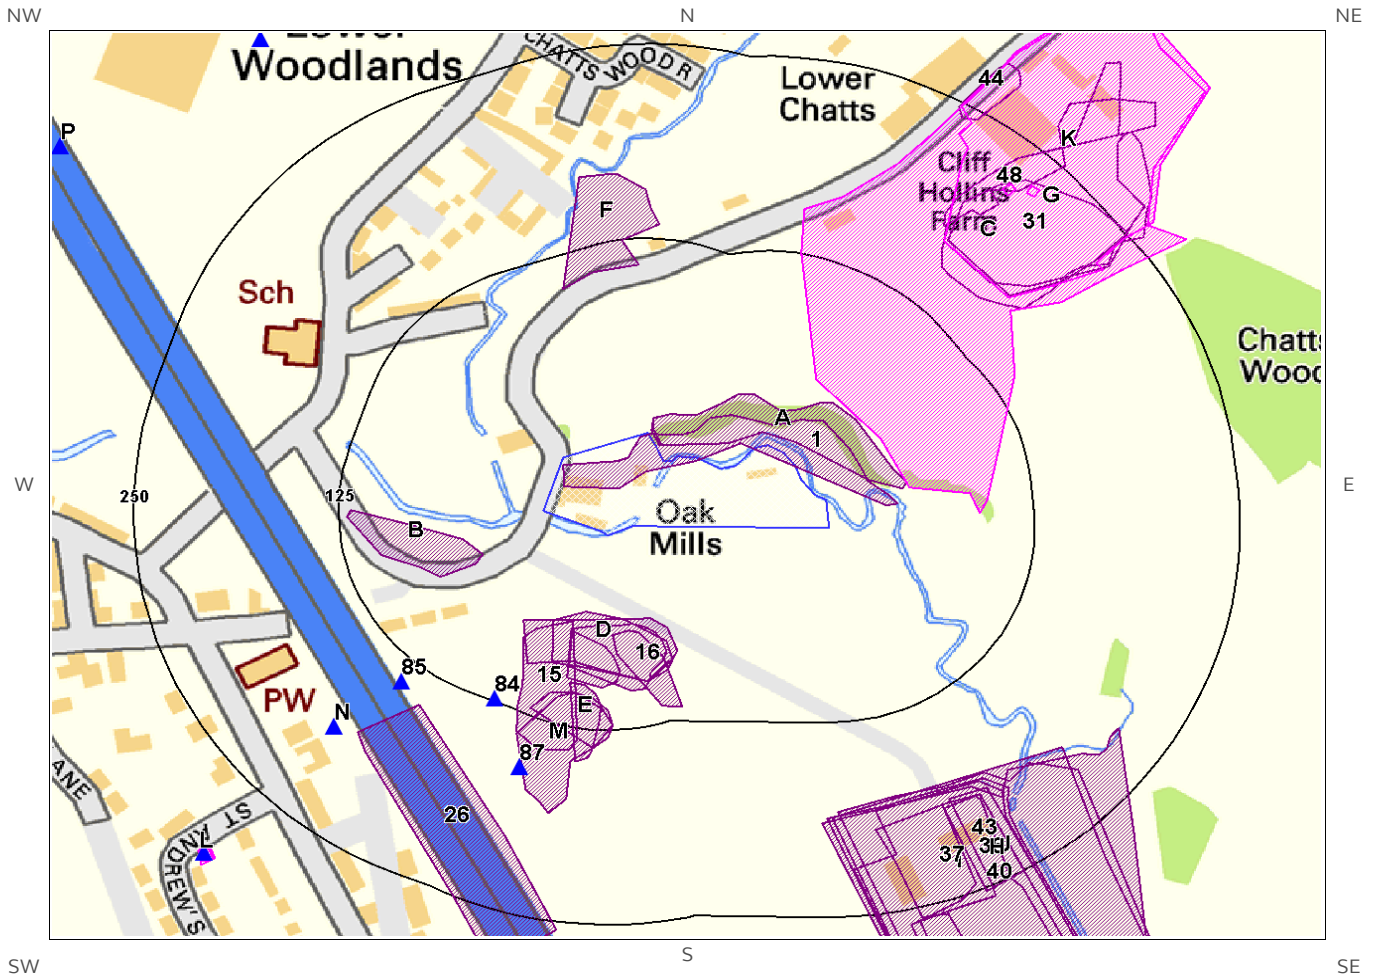 NW
N
NE
Lower
Woodlands
CHATTS WOOD R
Lower
Chatts
44
P
K
Cliff
Hollins
Farm
48
G
31
C
F
Sch
Chatts
Wood
A
1
W
E
250
125
Oak
Mills
B
D
16
15
85
84
E
M
PW
N
87
26
ANE
ST ANDREW'S
L
43
H
37
40
SW
S
SE